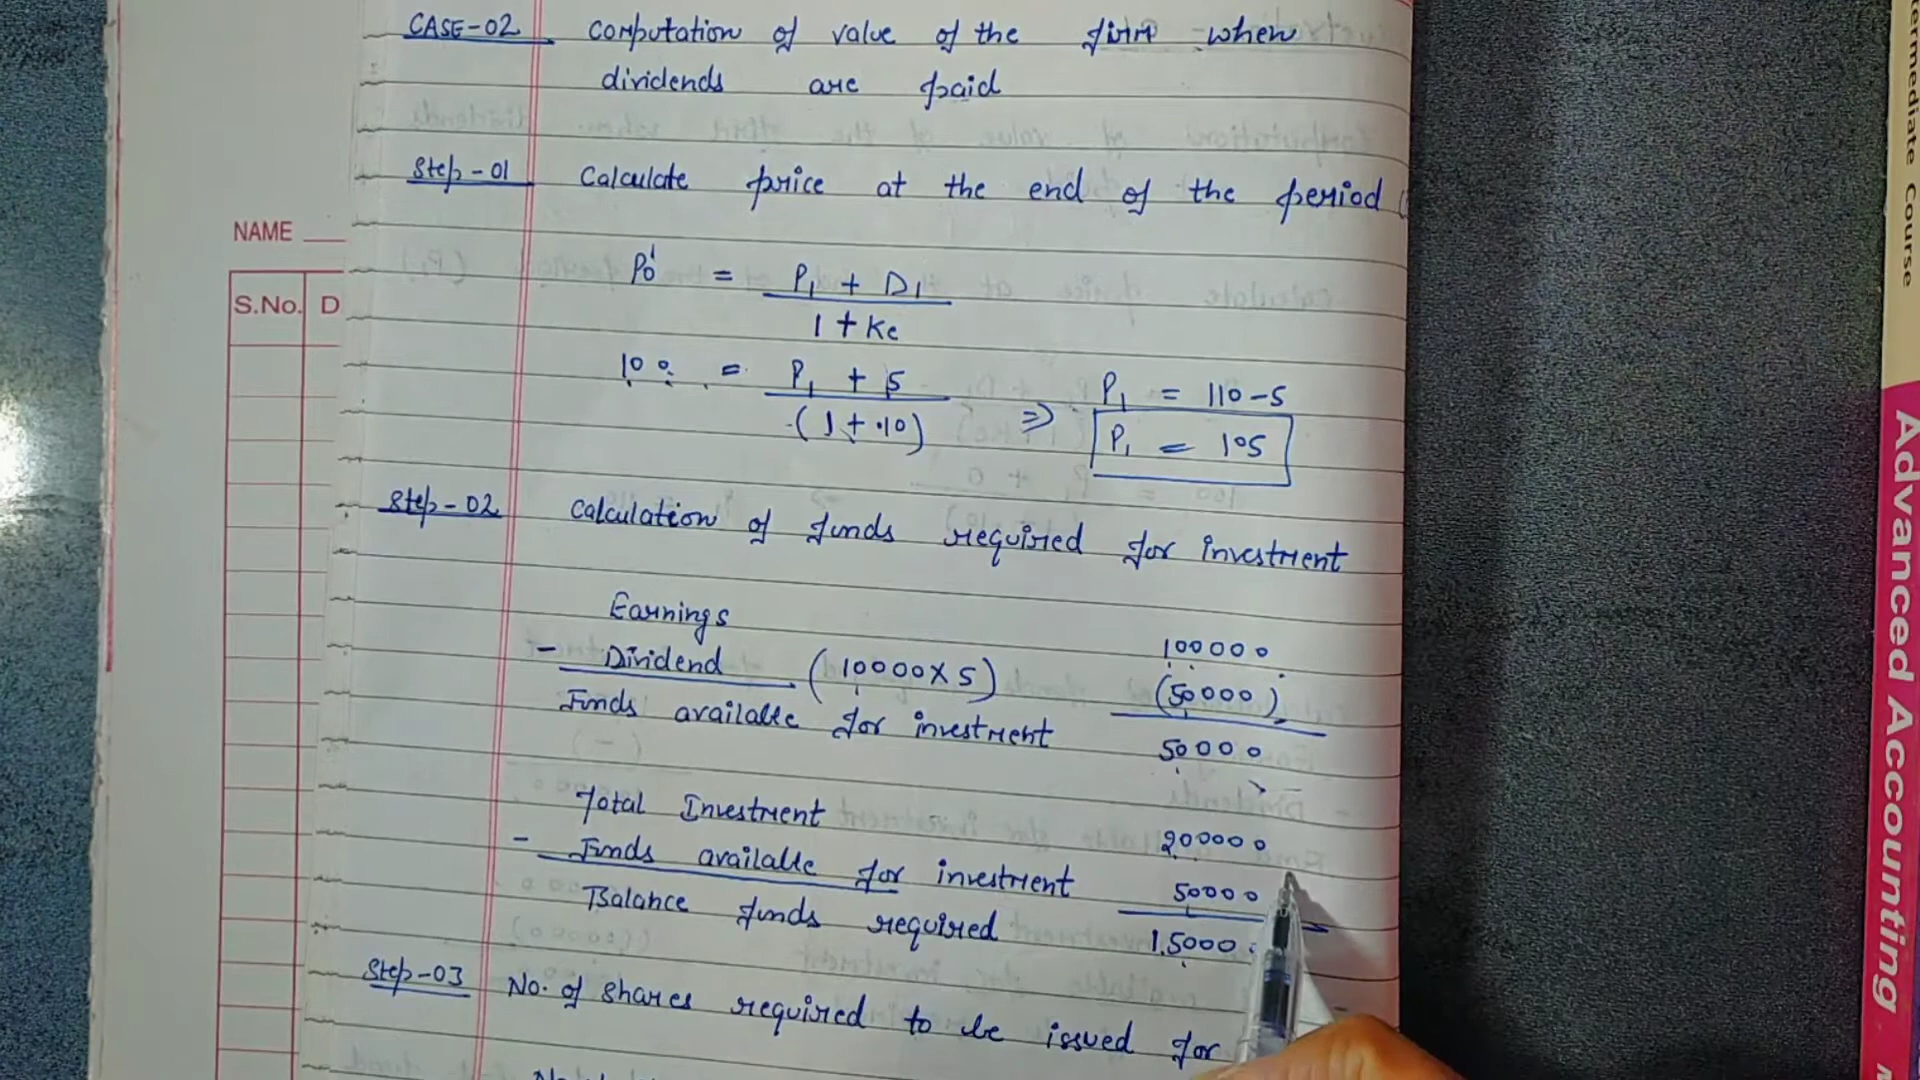 CASE-02 Computation of value of the firm when
dividends are paid
Step-01 Calculate price at the end of the period
Po' = P1 + D1
1 + Ke
100 = P1 + 5
(1 + .10)
⇒ P1 = 110-5
P1 = 105
Step-02 Calculation of funds required for investment
Earnings 100000
- Dividend (10000 X 5) (50000)
Funds available for investment 50000
Total Investment 200000
- Funds available for investment 50000
Balance funds required 15000
Step-03 No. of shares required to be issued for
NAME
S.No. D
termediate Course
Advanced Accounting